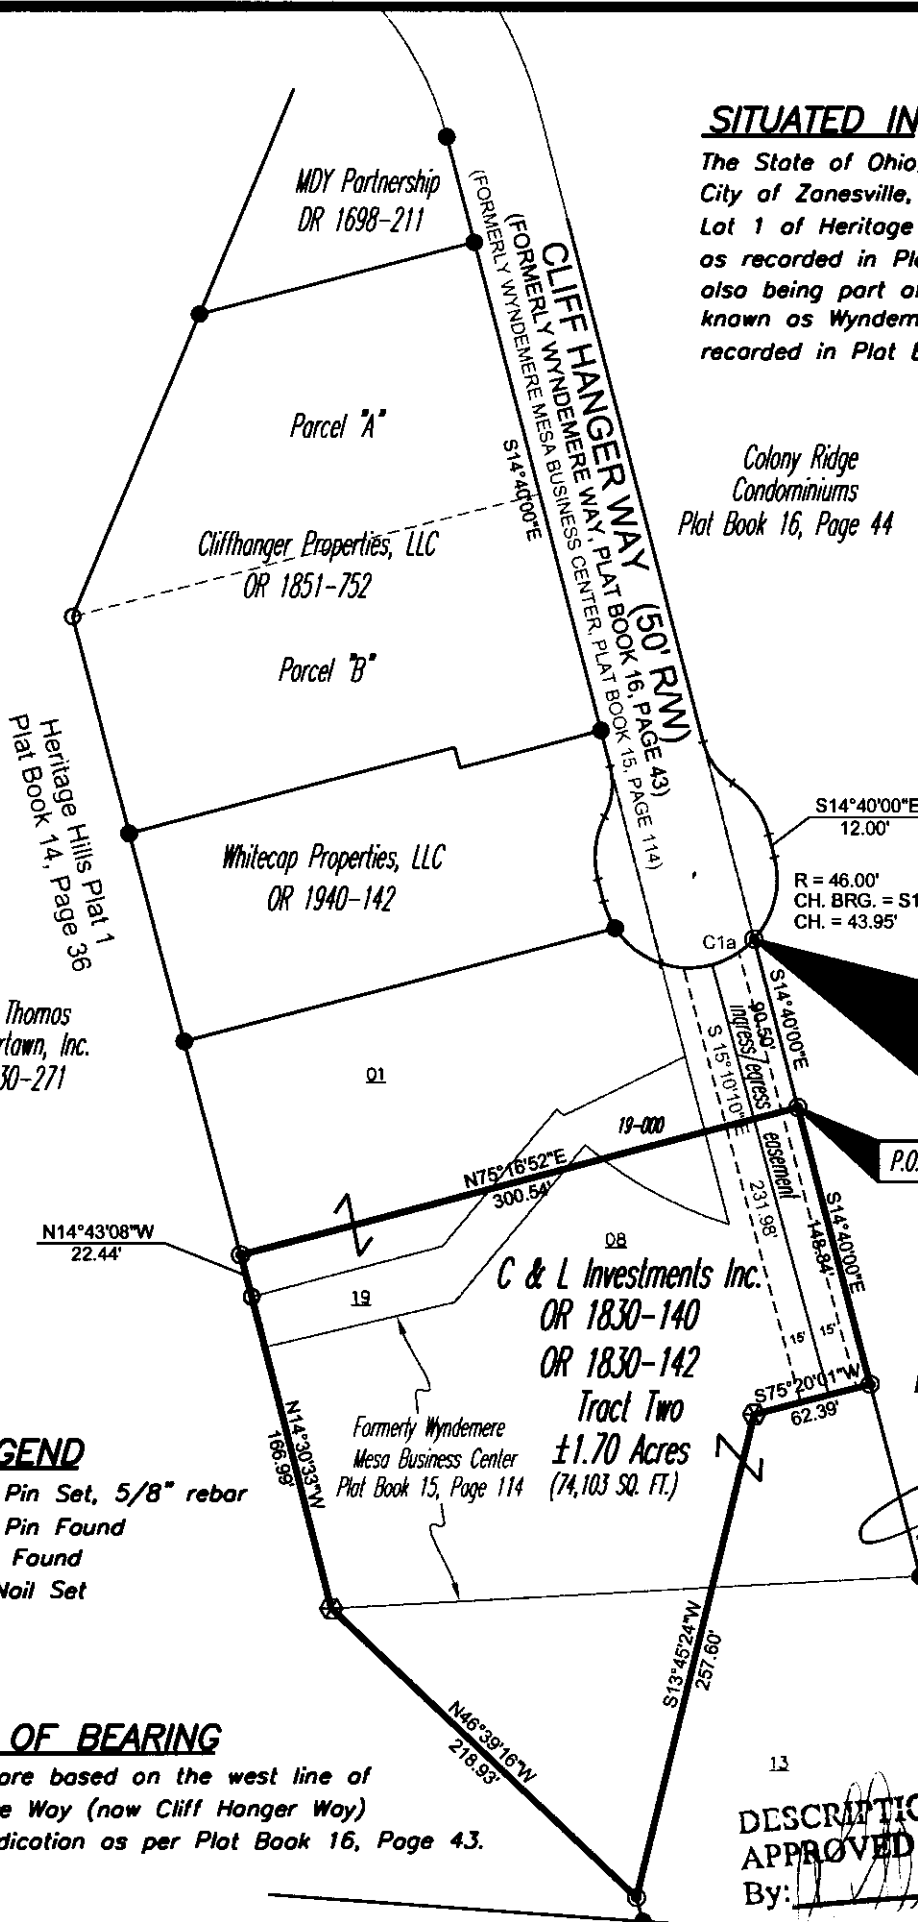 SITUATED IN
The State of Ohio,
City of Zanesville,
Lot 1 of Heritage
as recorded in
also being part
known as
recorded in Plat
MDY Partnership
DR 1698-211
CLIFF HANGER WAY (50' R/W)
(FORMERLY WYNDEMERE WAY, PLAT BOOK 16, PAGE 43)
(FORMERLY WYNDEMERE MESA BUSINESS CENTER, PLAT BOOK 15, PAGE 114)
S14°40'00"E
Parcel "A"
Colony Ridge
Condominiums
Plat Book 16, Page 44
Cliffhanger Properties, LLC
OR 1851-752
Parcel "B"
Heritage Hills Plat 1
Plat Book 14, Page 36
S14°40'00"E
12.00'
Whitecap Properties, LLC
OR 1940-142
R = 46.00'
CH. BRG. = S1
CH. = 43.95'
C1a
Thomas
rtown, Inc.
30-271
S14°40'00"E
90.50'
ingress/egress easement
S 15°10'10"E
231.98'
01
19-000
N75°16'52"E
300.54'
P.O.
N14°43'08"W
22.44'
S14°40'00"E
148.84'
08
19
C & L Investments Inc.
OR 1830-140
OR 1830-142
Tract Two
±1.70 Acres
(74,103 SQ. FT.)
15'
15'
S75°20'01"W
62.39'
Formerly Wyndemere
Mesa Business Center
Plat Book 15, Page 114
N14°30'33"W
166.99'
GEND
Pin Set, 5/8" rebar
Pin Found
Found
Nail Set
S13°45'24"W
257.60'
N46°39'16"W
218.93'
OF BEARING
are based on the west line of
e Way (now Cliff Hanger Way)
dication as per Plat Book 16, Page 43.
13
DESCRIPTIO
APPROVED
By: